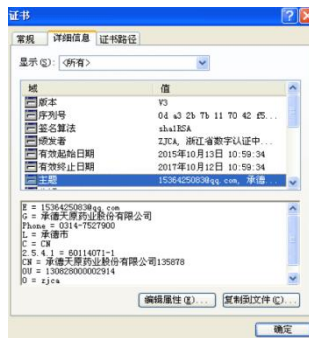 证书
常规 详细信息 证书路径
显示(S): <所有>
域 值
版本 V3
序列号 0d a3 2b 7b 11 70 42 f5...
签名算法 sha1RSA
颁发者 ZJCA, 浙江省数字认证中...
有效起始日期 2015年10月13日 10:59:34
有效终止日期 2017年10月12日 10:59:34
主题 1536425083@qq.com, 承德...
E = 1536425083@qq.com
G = 承德天原药业股份有限公司
Phone = 0314-7527900
L = 承德市
C = CN
2.5.4.1 = 60114071-1
CN = 承德天原药业股份有限公司135878
OU = 130828000002914
O = zjca
编辑属性(E)... 复制到文件(C)...
确定